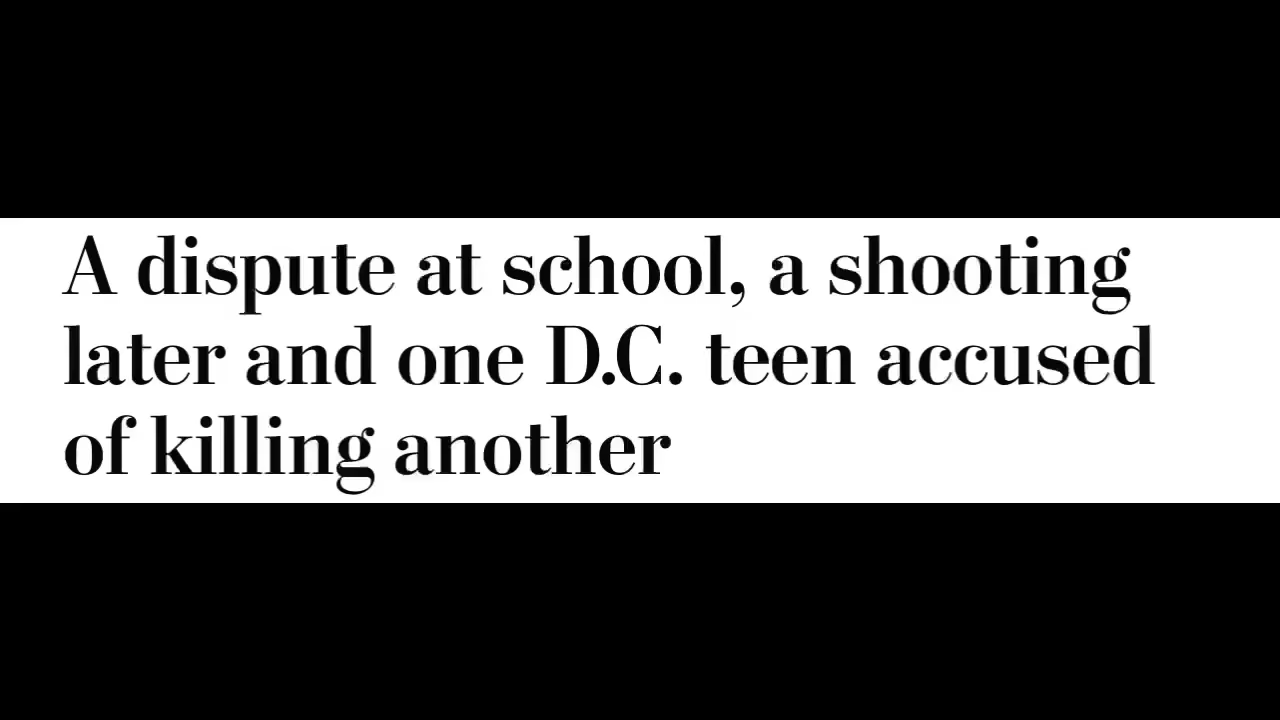 A dispute at school, a shooting
later and one D.C. teen accused
of killing another